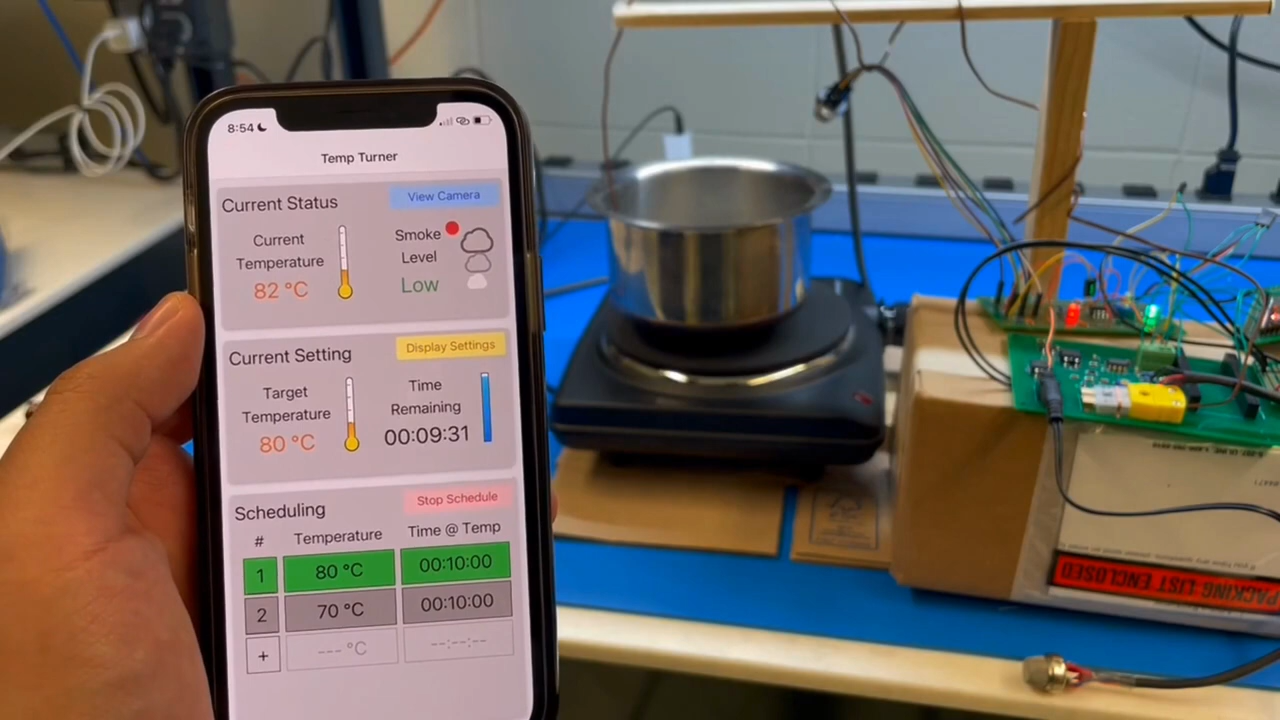 8:54
Temp Turner
Current Status
View Camera
Current
Temperature
82 °C
Smoke
Level
Low
Current Setting
Display Settings
Target
Temperature
80 °C
Time
Remaining
00:09:31
Scheduling
Stop Schedule
# Temperature Time @ Temp
1 80 °C 00:10:00
2 70 °C 00:10:00
+ --- °C --:--:--
PACKING LIST ENCLOSED